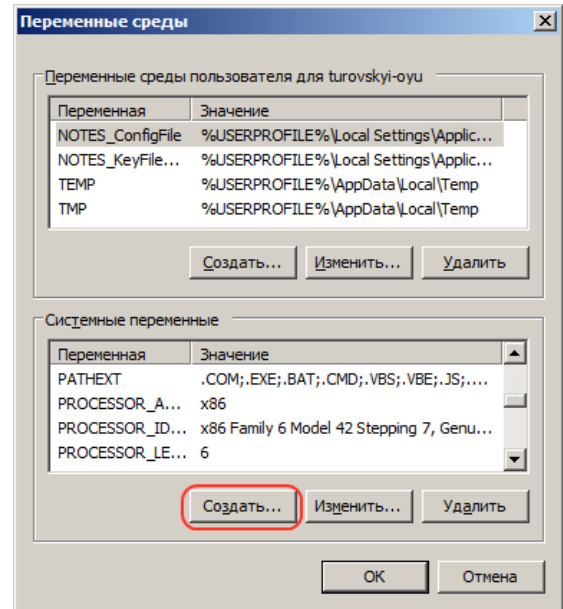 Переменные среды
Переменные среды пользователя для turovskyi-oyu
Переменная Значение
NOTES_ConfigFile %USERPROFILE%\Local Settings\Applic...
NOTES_KeyFile... %USERPROFILE%\Local Settings\Applic...
TEMP %USERPROFILE%\AppData\Local\Temp
TMP %USERPROFILE%\AppData\Local\Temp
Создать... Изменить... Удалить
Системные переменные
Переменная Значение
PATHEXT .COM;.EXE;.BAT;.CMD;.VBS;.VBE;.JS;....
PROCESSOR_A... x86
PROCESSOR_ID... x86 Family 6 Model 42 Stepping 7, Genu...
PROCESSOR_LE... 6
Создать... Изменить... Удалить
OK Отмена